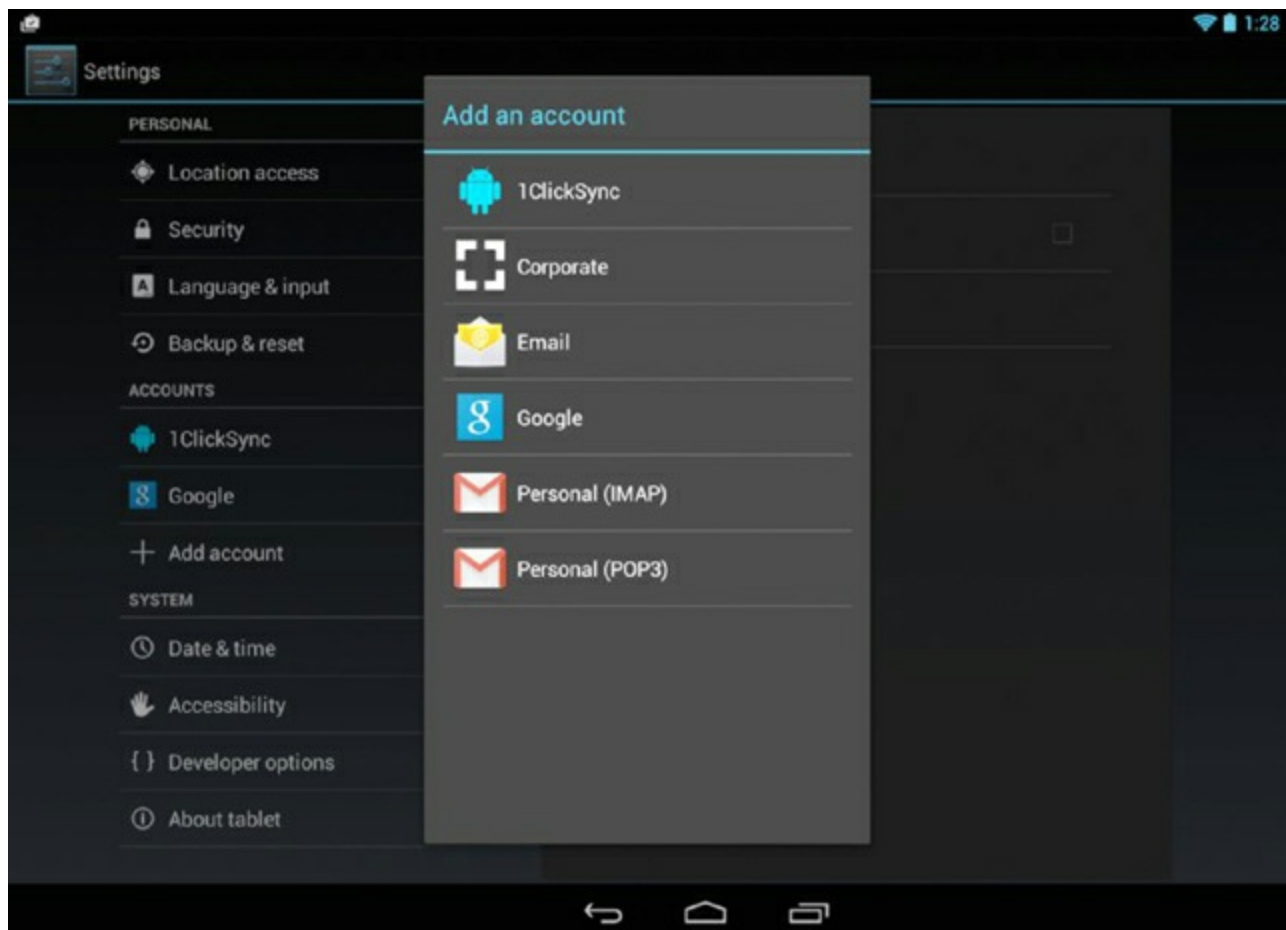 1:28
Settings
PERSONAL
Location access
Security
Language & input
Backup & reset
ACCOUNTS
1ClickSync
Google
Add account
SYSTEM
Date & time
Accessibility
{ } Developer options
About tablet
Add an account
1ClickSync
Corporate
Email
Google
Personal (IMAP)
Personal (POP3)